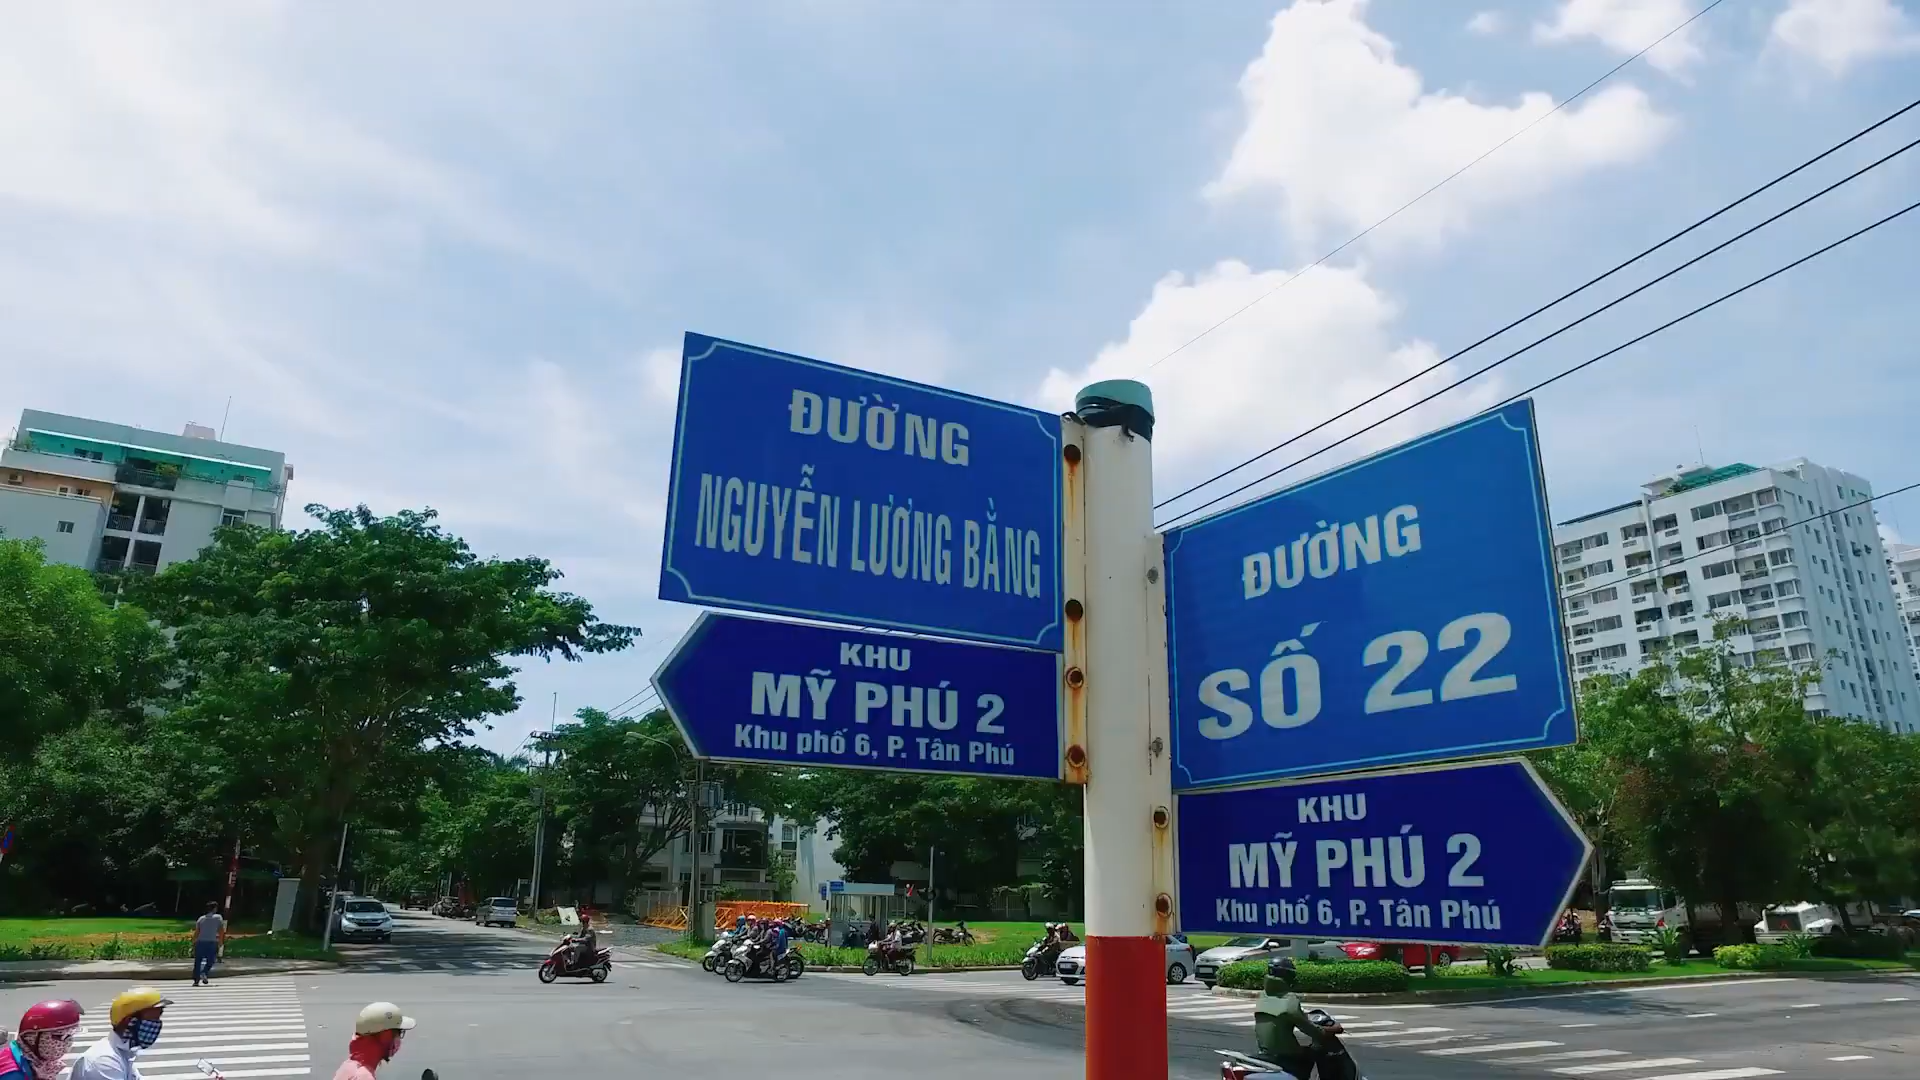 ĐƯỜNG
NGUYỄN LƯƠNG BẰNG
KHU
MỸ PHÚ 2
Khu phố 6, P. Tân Phú
ĐƯỜNG
SỐ 22
KHU
MỸ PHÚ 2
Khu phố 6, P. Tân Phú